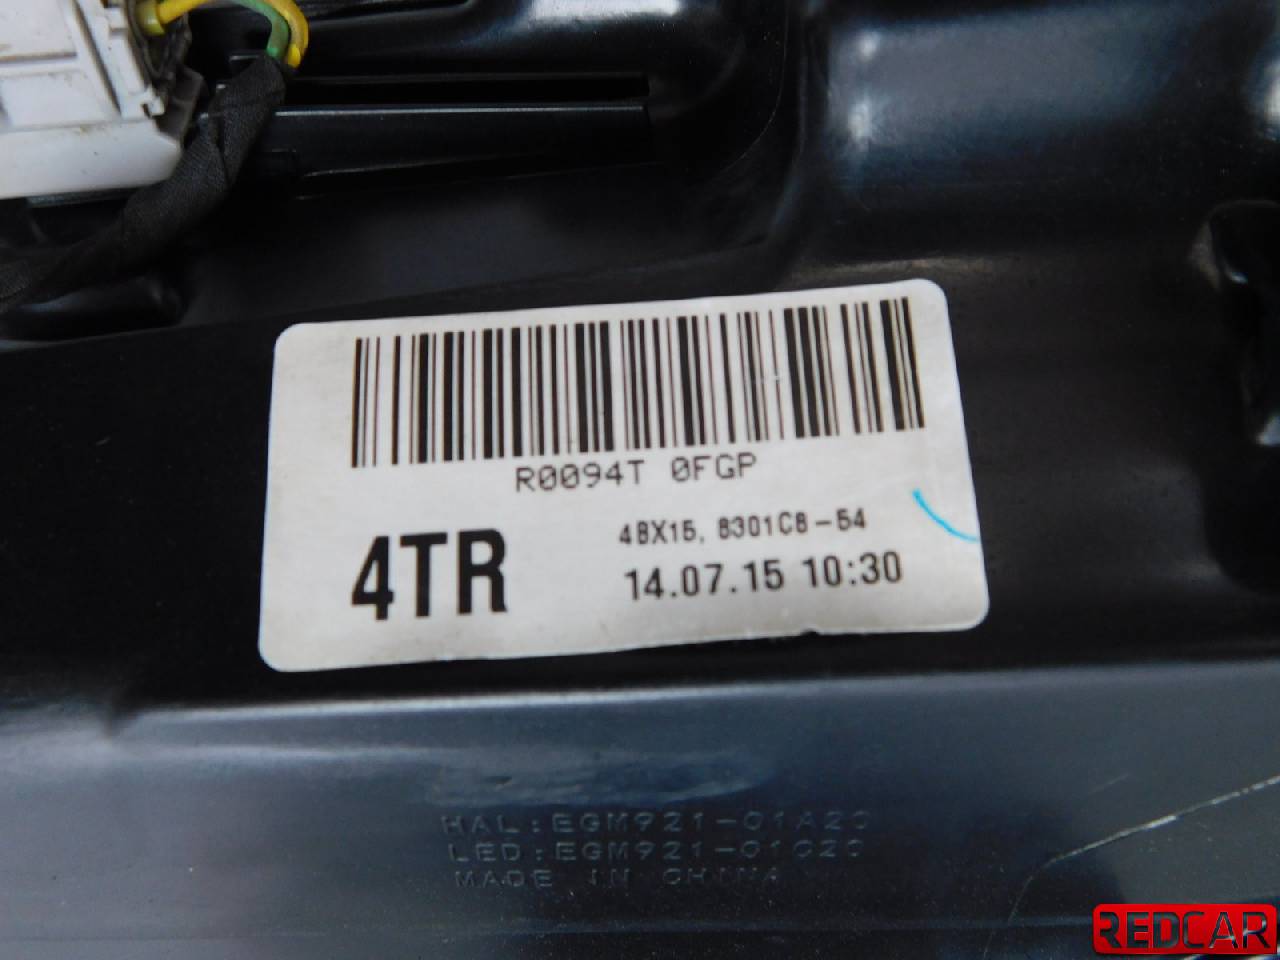 R0094T 0FGP
4TR
48X15, 8301C8-54
14.07.15 10:30
HAL:EGM921-01A20
LED:EGM921-01C20
MADE IN CHINA
REDCAR